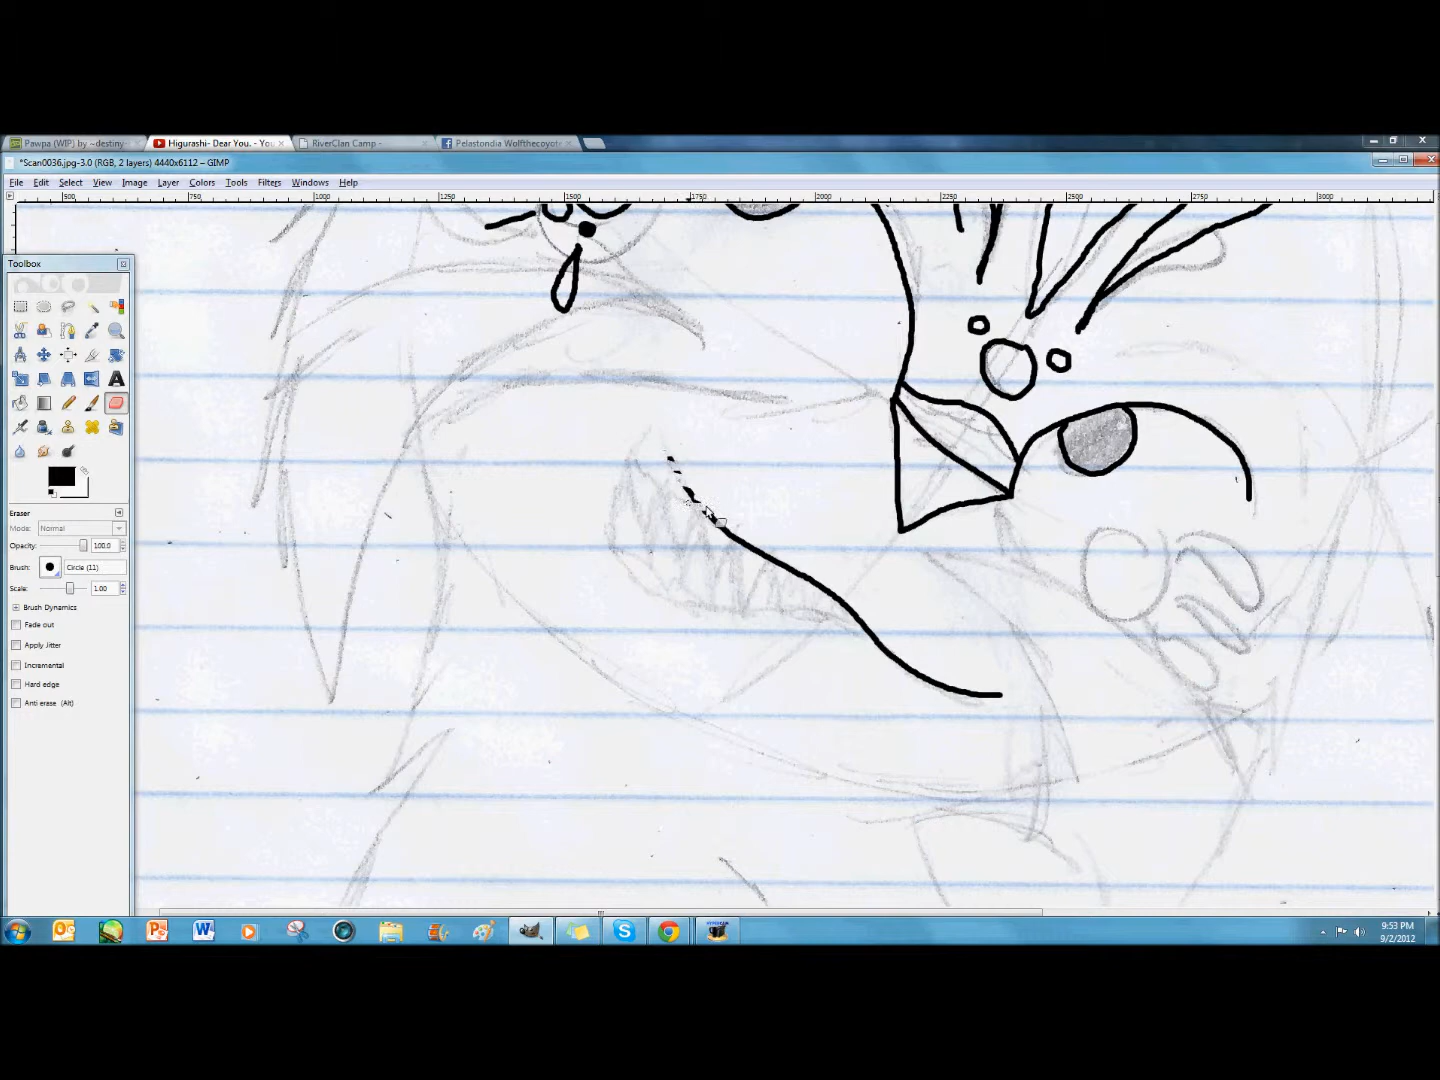 Pawpa (WIP) by ~destiny-
Higurashi- Dear You. - You
RiverClan Camp -
Pelastondia Wolfthecoyote
*Scan0036.jpg-3.0 (RGB, 2 layers) 4440x6112 – GIMP
File Edit Select View Image Layer Colors Tools Filters Windows Help
500 750 1000 1250 1500 1750 2000 2250 2500 2750 3000
Toolbox
Eraser
Mode: Normal
Opacity: 100.0
Brush: Circle (11)
Scale: 1.00
Brush Dynamics
Fade out
Apply Jitter
Incremental
Hard edge
Anti erase (Alt)
9:53 PM
9/2/2012